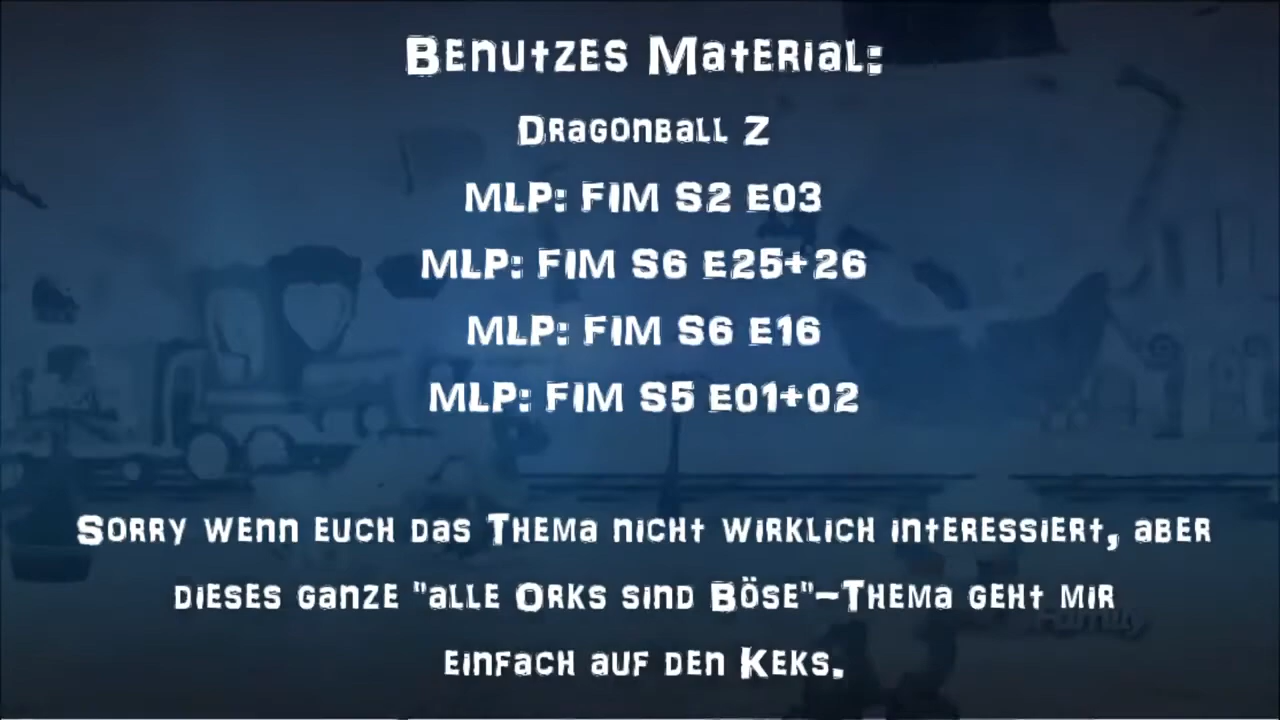 Benutzes Material:
Dragonball Z
MLP: FIM S2 E03
MLP: FIM S6 E25+26
MLP: FIM S6 E16
MLP: FIM S5 E01+02
Sorry wenn euch das Thema nicht wirklich interessiert, aber
dieses ganze "alle Orks sind Böse"-Thema geht mir
einfach auf den Keks.